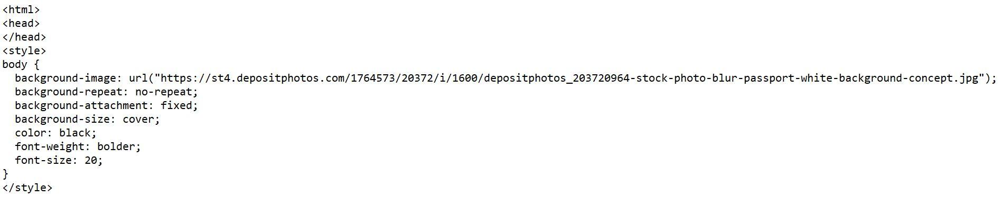 <html>
<head>
</head>
<style>
body {
  background-image: url("https://st4.depositphotos.com/1764573/20372/i/1600/depositphotos_203720964-stock-photo-blur-passport-white-background-concept.jpg");
  background-repeat: no-repeat;
  background-attachment: fixed;
  background-size: cover;
  color: black;
  font-weight: bolder;
  font-size: 20;
}
</style>